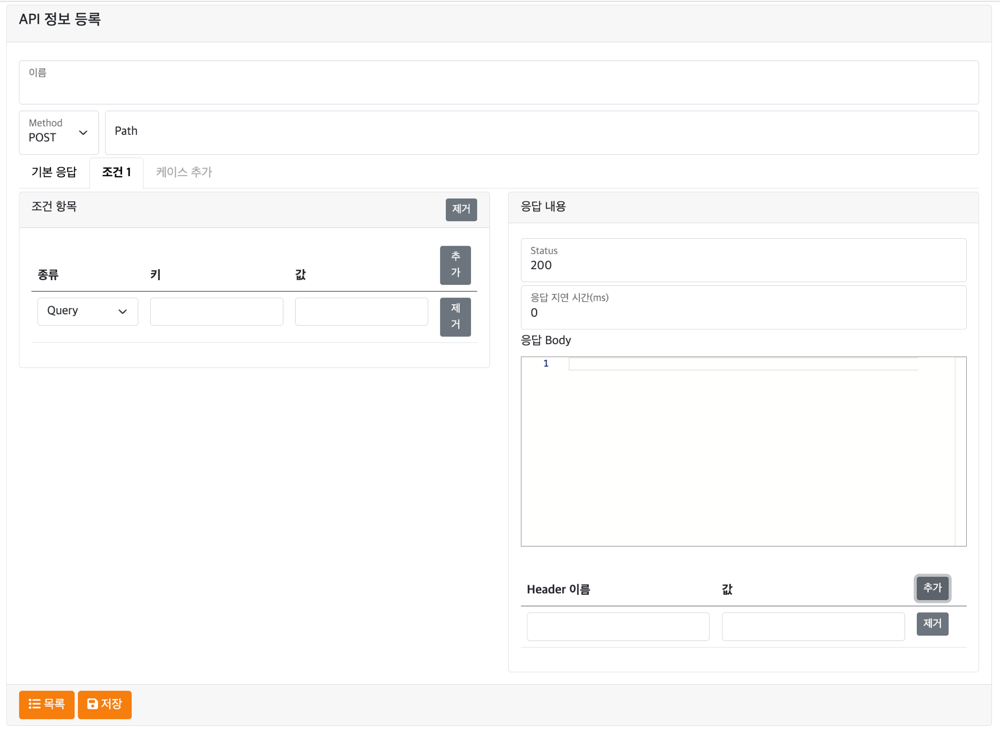 API 정보 등록
이름
Method
POST
Path
기본 응답
조건 1
케이스 추가
조건 항목
제거
종류
키
값
추
가
Query
제
거
응답 내용
Status
200
응답 지연 시간(ms)
0
응답 Body
1
Header 이름
값
추가
제거
목록
저장